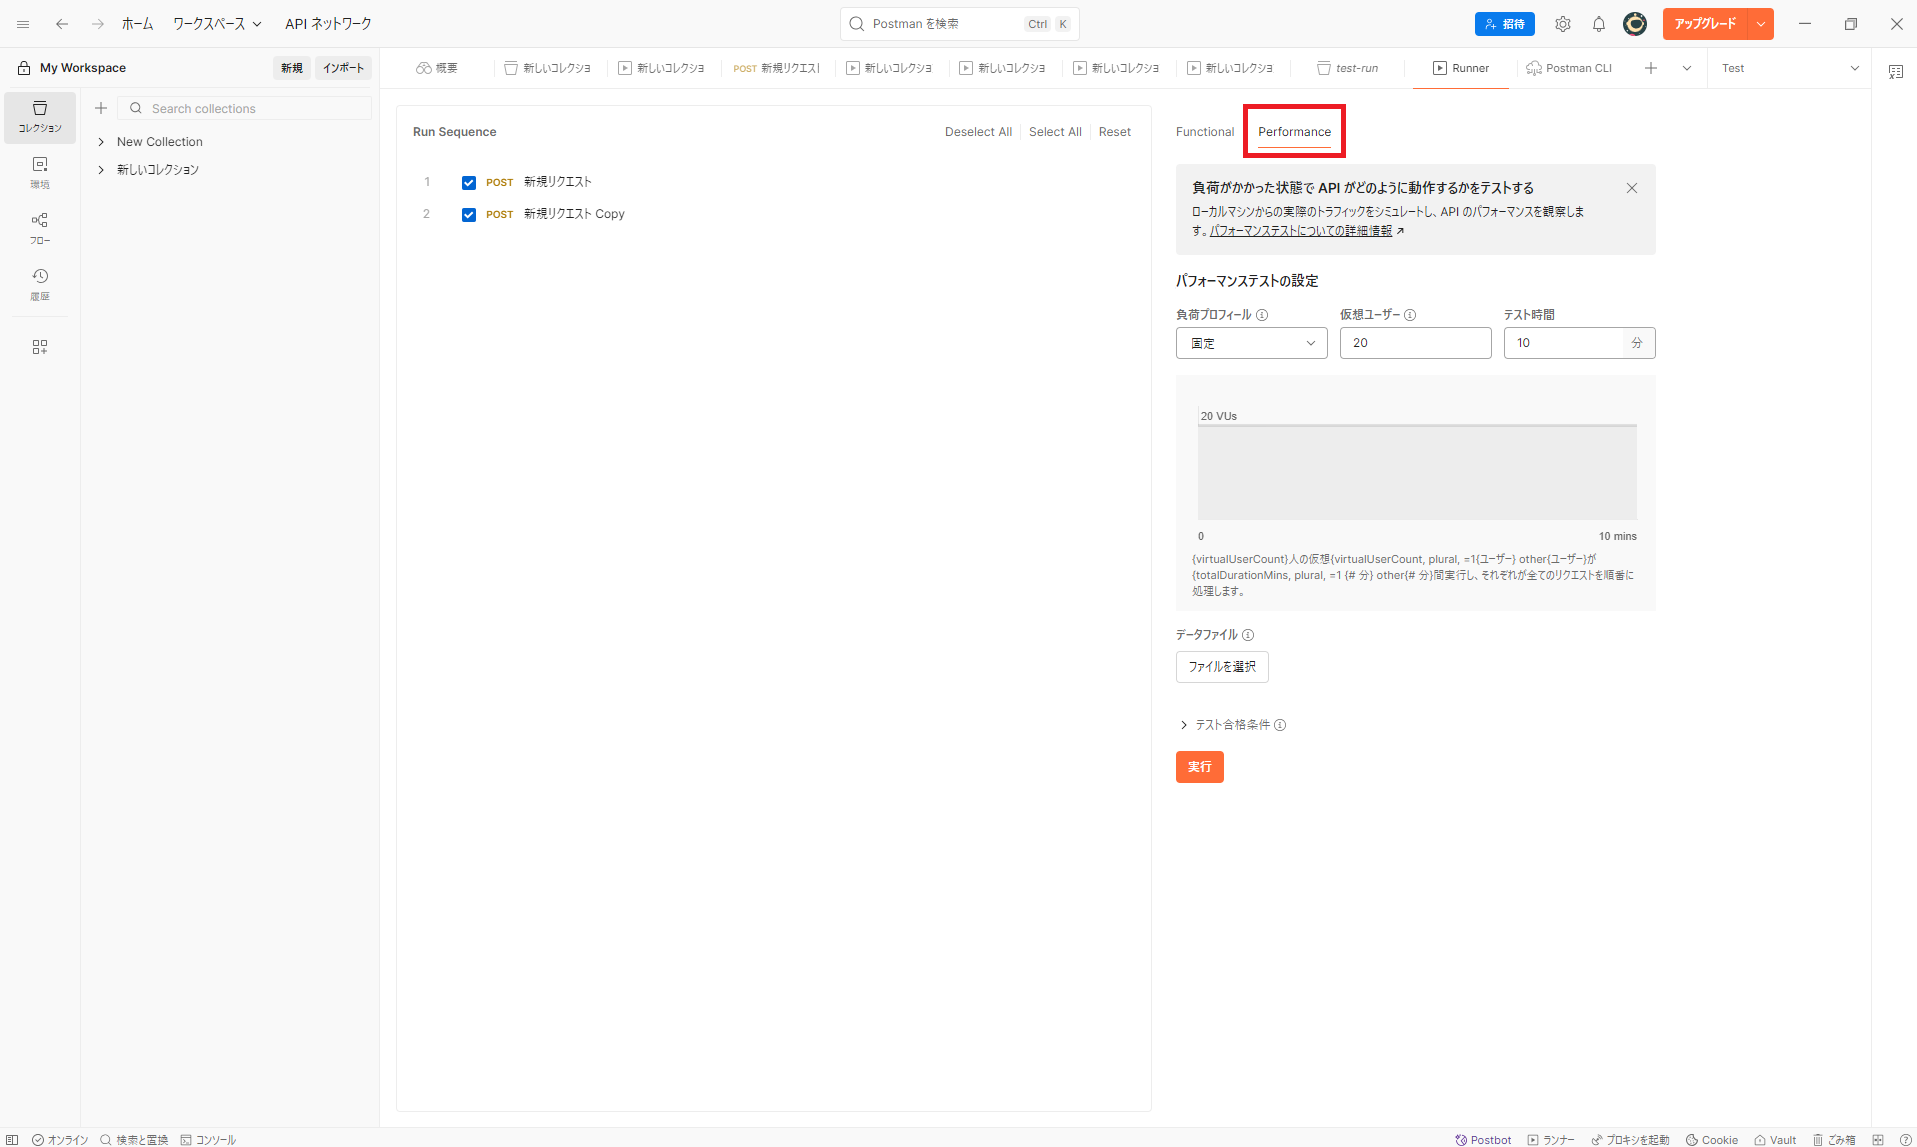 ホーム ワークスペース API ネットワーク Postman を検索 Ctrl K 招待 アップグレード
My Workspace 新規 インポート
概要 新しいコレクショ 新しいコレクショ POST 新規リクエスト 新しいコレクショ 新しいコレクショ 新しいコレクショ 新しいコレクショ test-run Runner Postman CLI Test
コレクション
環境
フロー
履歴
Search collections
New Collection
新しいコレクション
Run Sequence Deselect All Select All Reset
1 POST 新規リクエスト
2 POST 新規リクエスト Copy
Functional Performance
負荷がかかった状態で API がどのように動作するかをテストする
ローカルマシンからの実際のトラフィックをシミュレートし、API のパフォーマンスを観察しま
す。パフォーマンステストについての詳細情報
パフォーマンステストの設定
負荷プロフィール 仮想ユーザー テスト時間
固定 20 10 分
20 VUs
0 10 mins
{virtualUserCount}人の仮想{virtualUserCount, plural, =1{ユーザー} other{ユーザー}が
{totalDurationMins, plural, =1 {# 分} other{# 分}間実行し、それぞれが全てのリクエストを順番に
処理します。
データファイル
ファイルを選択
テスト合格条件
実行
オンライン 検索と置換 コンソール Postbot ランナー プロキシを起動 Cookie Vault ごみ箱